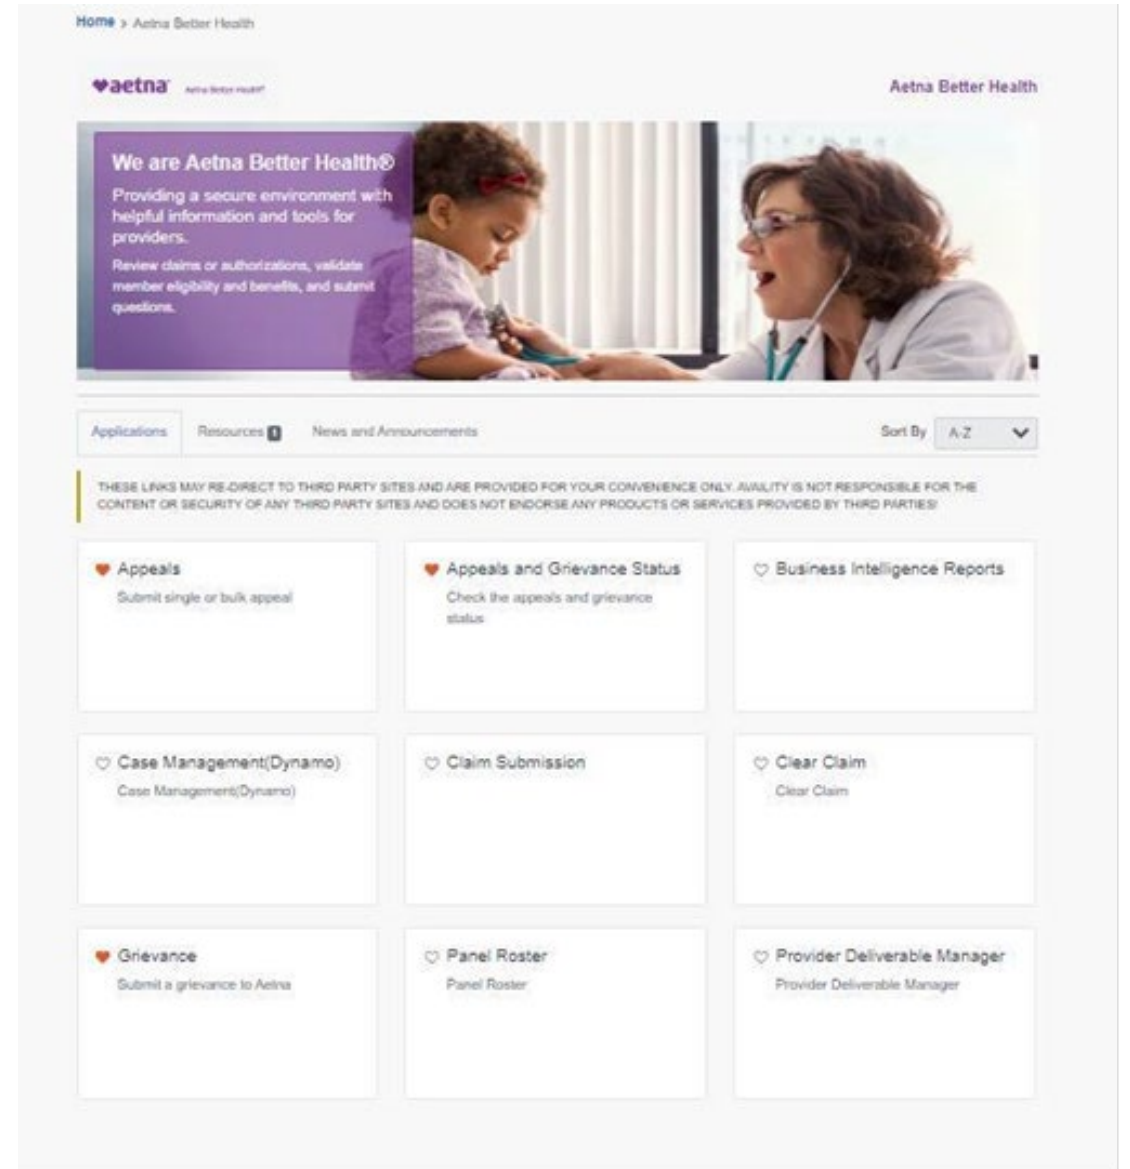 Home > Aetna Better Health
aetna Aetna Better Health®
Aetna Better Health
We are Aetna Better Health®
Providing a secure environment with
helpful information and tools for
providers.
Review claims or authorizations, validate
member eligibility and benefits, and submit
questions.
Applications Resources 1 News and Announcements Sort By A-Z
THESE LINKS MAY RE-DIRECT TO THIRD PARTY SITES AND ARE PROVIDED FOR YOUR CONVENIENCE ONLY. AVAILITY IS NOT RESPONSIBLE FOR THE
CONTENT OR SECURITY OF ANY THIRD PARTY SITES AND DOES NOT ENDORSE ANY PRODUCTS OR SERVICES PROVIDED BY THIRD PARTIES!
Appeals
Submit single or bulk appeal
Appeals and Grievance Status
Check the appeals and grievance
status
Business Intelligence Reports
Case Management(Dynamo)
Case Management(Dynamo)
Claim Submission
Clear Claim
Clear Claim
Grievance
Submit a grievance to Aetna
Panel Roster
Panel Roster
Provider Deliverable Manager
Provider Deliverable Manager